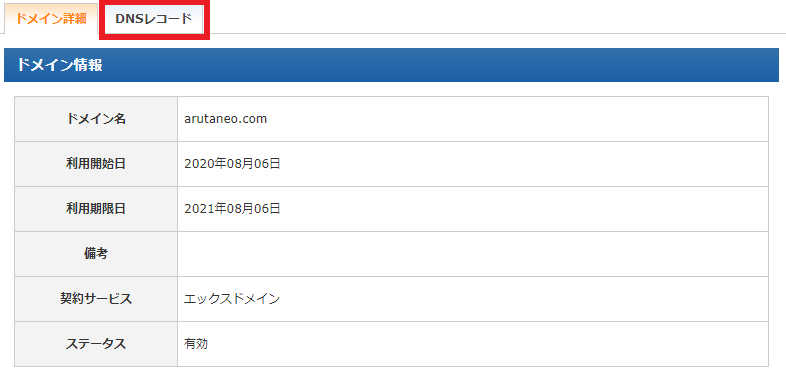 ドメイン詳細 DNSレコード
ドメイン情報
ドメイン名 arutaneo.com
利用開始日 2020年08月06日
利用期限日 2021年08月06日
備考
契約サービス エックスドメイン
ステータス 有効